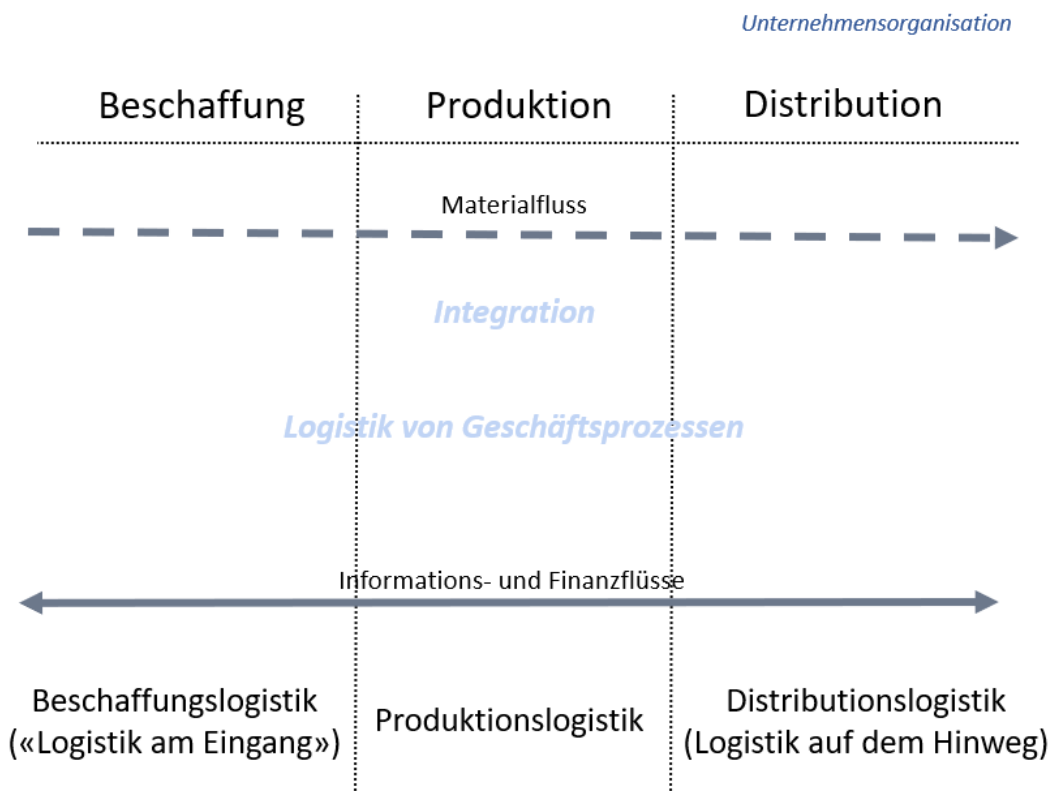 Unternehmensorganisation
Beschaffung
Produktion
Distribution
Materialfluss
Integration
Logistik von Geschäftsprozessen
Informations- und Finanzflüsse
Beschaffungslogistik
(«Logistik am Eingang»)
Produktionslogistik
Distributionslogistik
(Logistik auf dem Hinweg)